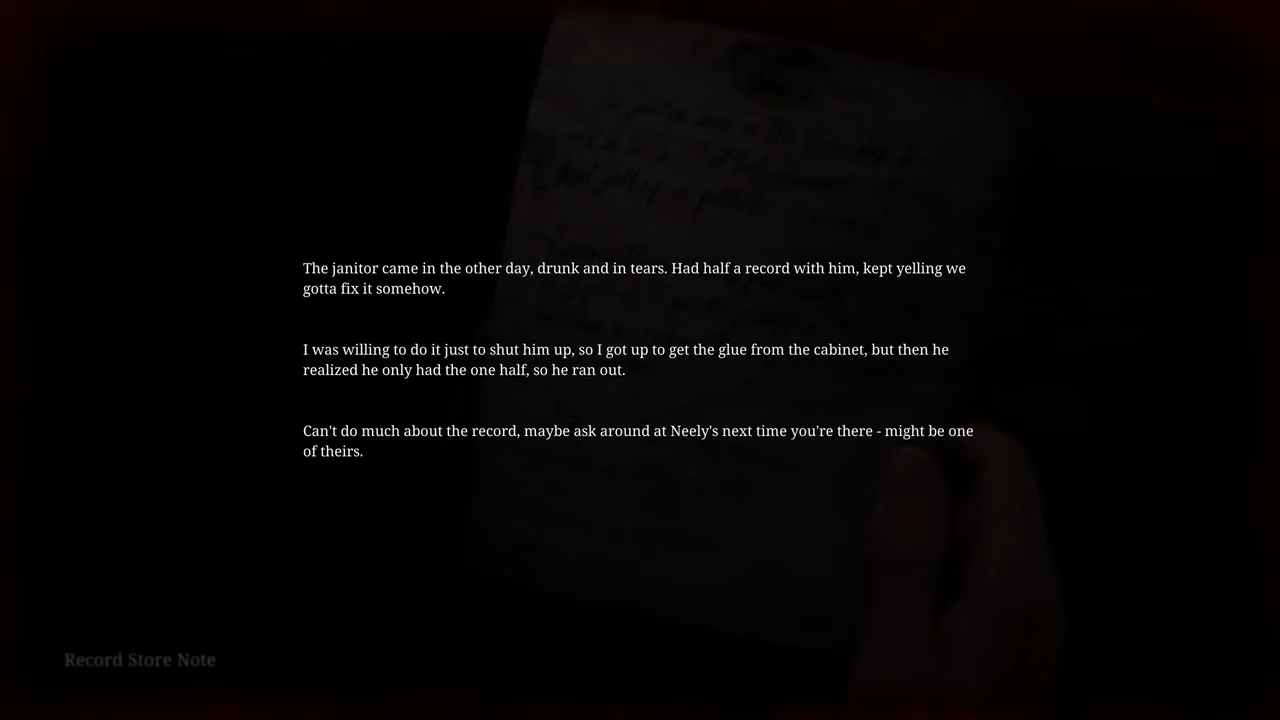 The janitor came in the other day, drunk and in tears. Had half a record with him, kept yelling we
gotta fix it somehow.
I was willing to do it just to shut him up, so I got up to get the glue from the cabinet, but then he
realized he only had the one half, so he ran out.
Can't do much about the record, maybe ask around at Neely's next time you're there - might be one
of theirs.
Record Store Note